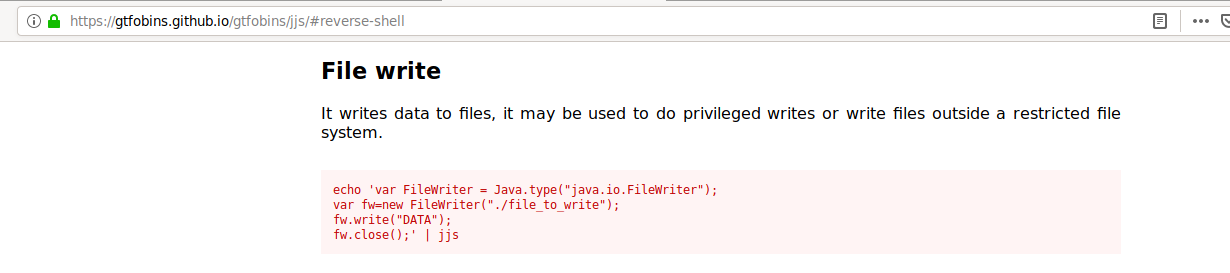 https://gtfobins.github.io/gtfobins/jjs/#reverse-shell
File write
It writes data to files, it may be used to do privileged writes or write files outside a restricted file
system.
echo 'var FileWriter = Java.type("java.io.FileWriter");
var fw=new FileWriter("./file_to_write");
fw.write("DATA");
fw.close();' | jjs